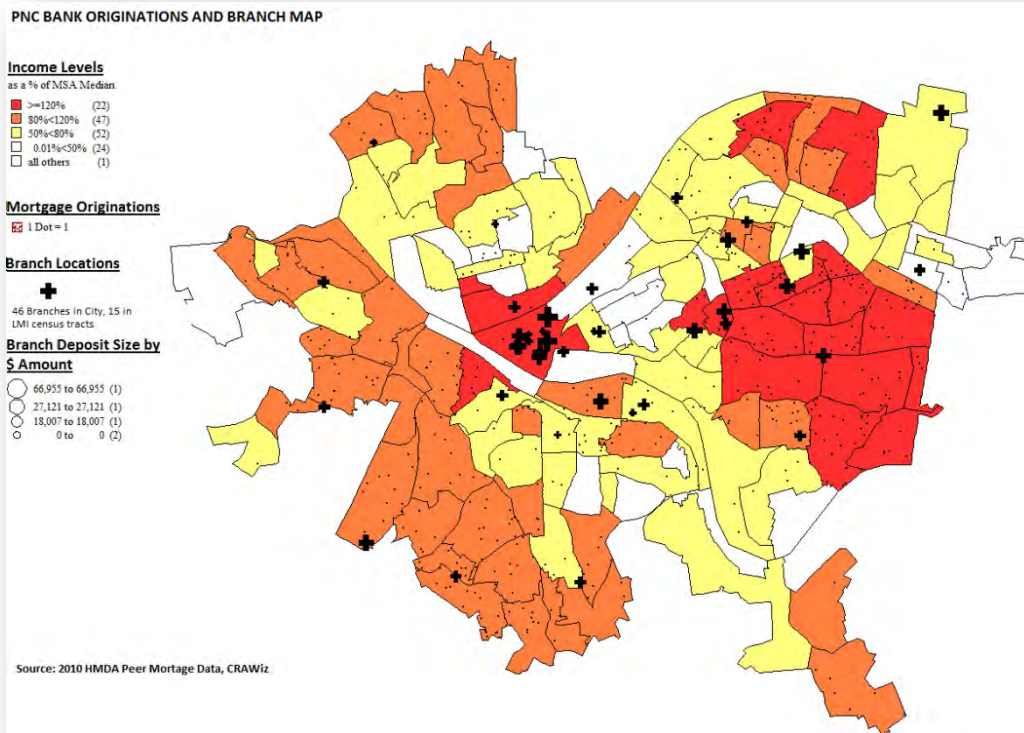 PNC BANK ORIGINATIONS AND BRANCH MAP
Income Levels
as a % of MSA Median
>=120% (22)
80%<120% (47)
50%<80% (52)
0.01%<50% (24)
all others (1)
Mortgage Originations
1 Dot = 1
Branch Locations
46 Branches in City, 15 in
LMI census tracts
Branch Deposit Size by
$ Amount
66,955 to 66,955 (1)
27,121 to 27,121 (1)
18,007 to 18,007 (1)
0 to 0 (2)
Source: 2010 HMDA Peer Mortage Data, CRAWiz